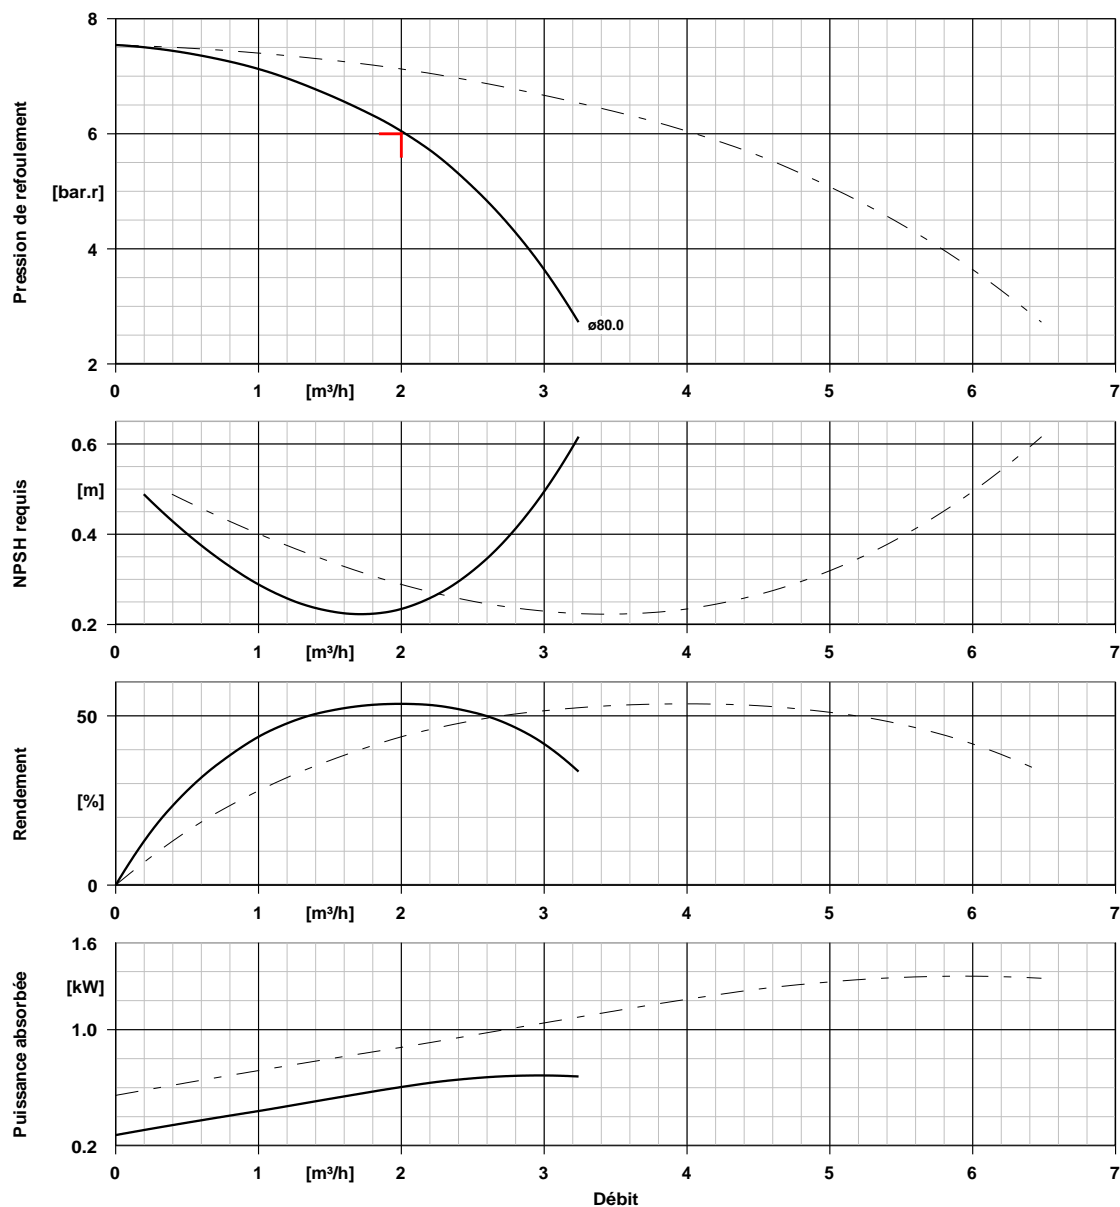 Pression de refoulement
[bar.r]
8
6
4
2
ø80.0
0 1 [m³/h] 2 3 4 5 6 7
NPSH requis
[m]
0.6
0.4
0.2
0 1 [m³/h] 2 3 4 5 6 7
Rendement
[%]
50
0
0 1 [m³/h] 2 3 4 5 6 7
Puissance absorbée
[kW]
1.6
1.0
0.2
0 1 [m³/h] 2 3 4 5 6 7
Débit